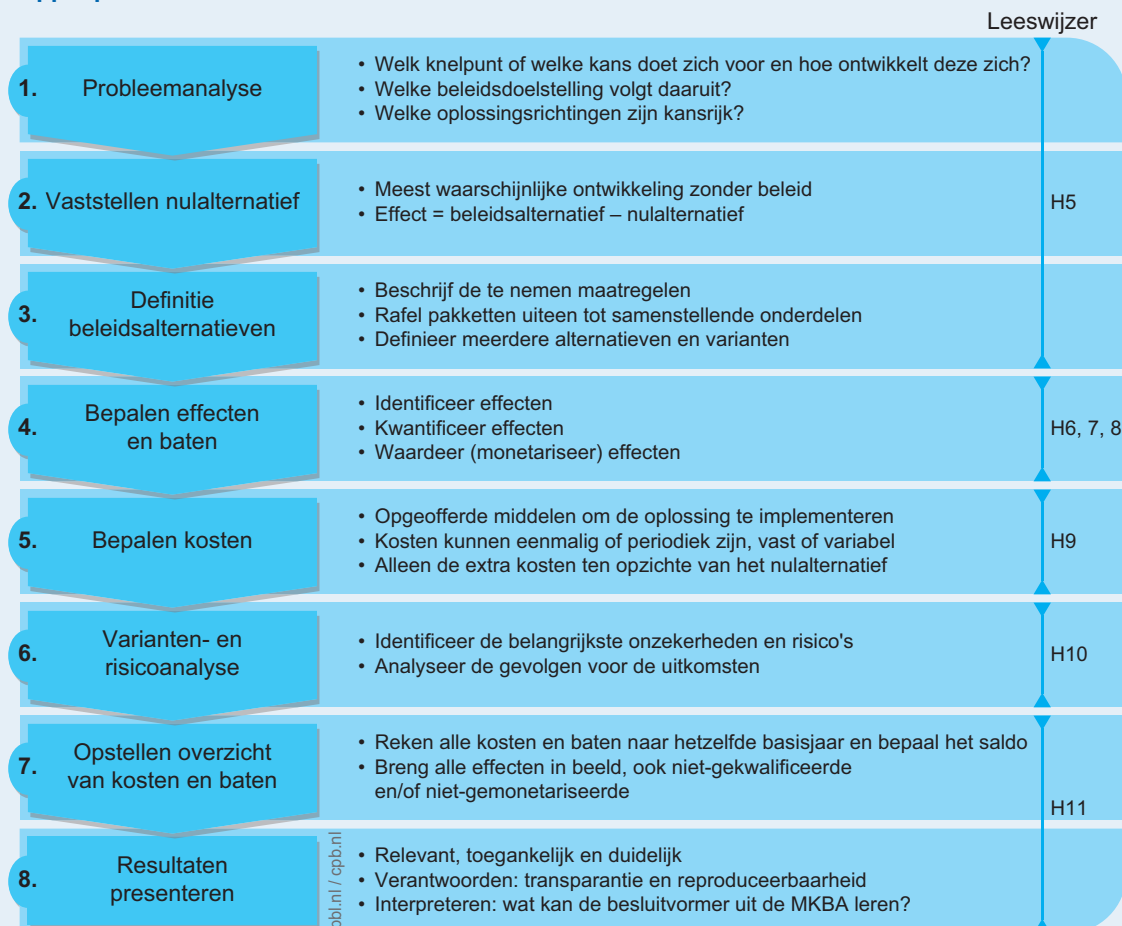 Leeswijzer
1. Probleemanalyse
• Welk knelpunt of welke kans doet zich voor en hoe ontwikkelt deze zich?
• Welke beleidsdoelstelling volgt daaruit?
• Welke oplossingsrichtingen zijn kansrijk?
2. Vaststellen nulalternatief
• Meest waarschijnlijke ontwikkeling zonder beleid
• Effect = beleidsalternatief – nulalternatief
H5
3. Definitie
beleidsalternatieven
• Beschrijf de te nemen maatregelen
• Rafel pakketten uiteen tot samenstellende onderdelen
• Definieer meerdere alternatieven en varianten
4. Bepalen effecten
en baten
• Identificeer effecten
• Kwantificeer effecten
• Waardeer (monetariseer) effecten
H6, 7, 8
5. Bepalen kosten
• Opgeofferde middelen om de oplossing te implementeren
• Kosten kunnen eenmalig of periodiek zijn, vast of variabel
• Alleen de extra kosten ten opzichte van het nulalternatief
H9
6. Varianten- en
risicoanalyse
• Identificeer de belangrijkste onzekerheden en risico's
• Analyseer de gevolgen voor de uitkomsten
H10
7. Opstellen overzicht
van kosten en baten
• Reken alle kosten en baten naar hetzelfde basisjaar en bepaal het saldo
• Breng alle effecten in beeld, ook niet-gekwalificeerde
en/of niet-gemonetariseerde
H11
8. Resultaten
presenteren
• Relevant, toegankelijk en duidelijk
• Verantwoorden: transparantie en reproduceerbaarheid
• Interpreteren: wat kan de besluitvormer uit de MKBA leren?
pbl.nl / cpb.nl